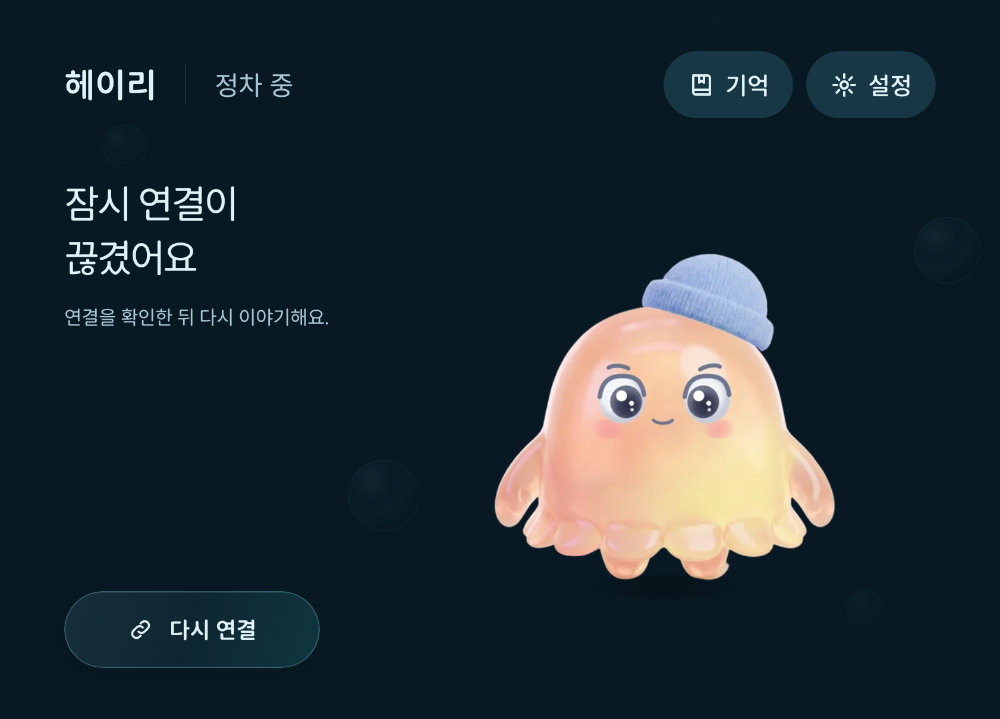 헤이리
정차 중
기억
설정
잠시 연결이
끊겼어요
연결을 확인한 뒤 다시 이야기해요.
다시 연결